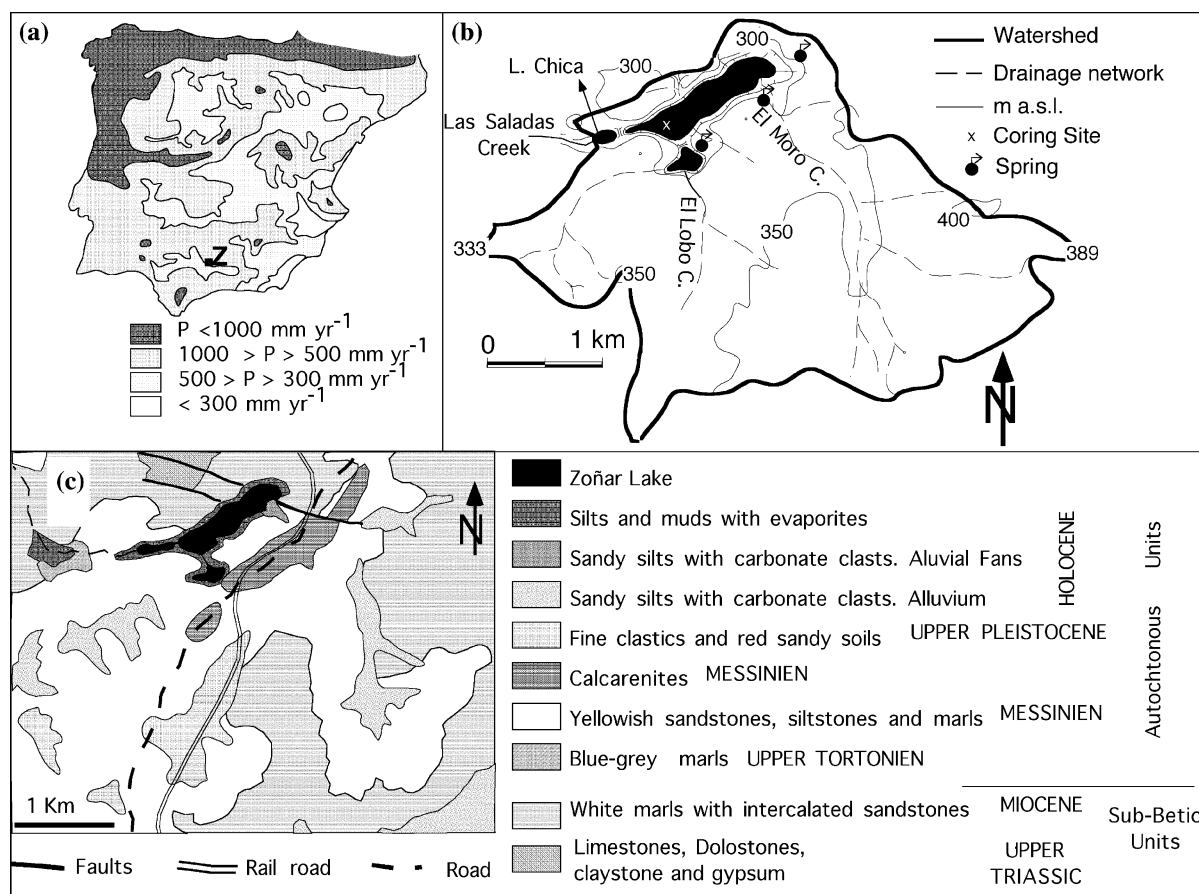 (a)
Z
P <1000 mm yr-1
1000 > P > 500 mm yr-1
500 > P > 300 mm yr-1
< 300 mm yr-1
(b)
L. Chica
Las Saladas
Creek
300
300
El Moro C.
El Lobo C.
333
350
350
400
389
0 1 km
N
Watershed
Drainage network
m a.s.l.
x Coring Site
Spring
x
(c)
N
1 Km
Faults
Rail road
Road
Zoñar Lake
Silts and muds with evaporites
Sandy silts with carbonate clasts. Aluvial Fans
Sandy silts with carbonate clasts. Alluvium
Fine clastics and red sandy soils UPPER PLEISTOCENE
Calcarenites MESSINIEN
Yellowish sandstones, siltstones and marls MESSINIEN
Blue-grey marls UPPER TORTONIEN
White marls with intercalated sandstones MIOCENE
Limestones, Dolostones,
claystone and gypsum
UPPER
TRIASSIC
HOLOCENE
Autochtonous Units
Sub-Betic
Units